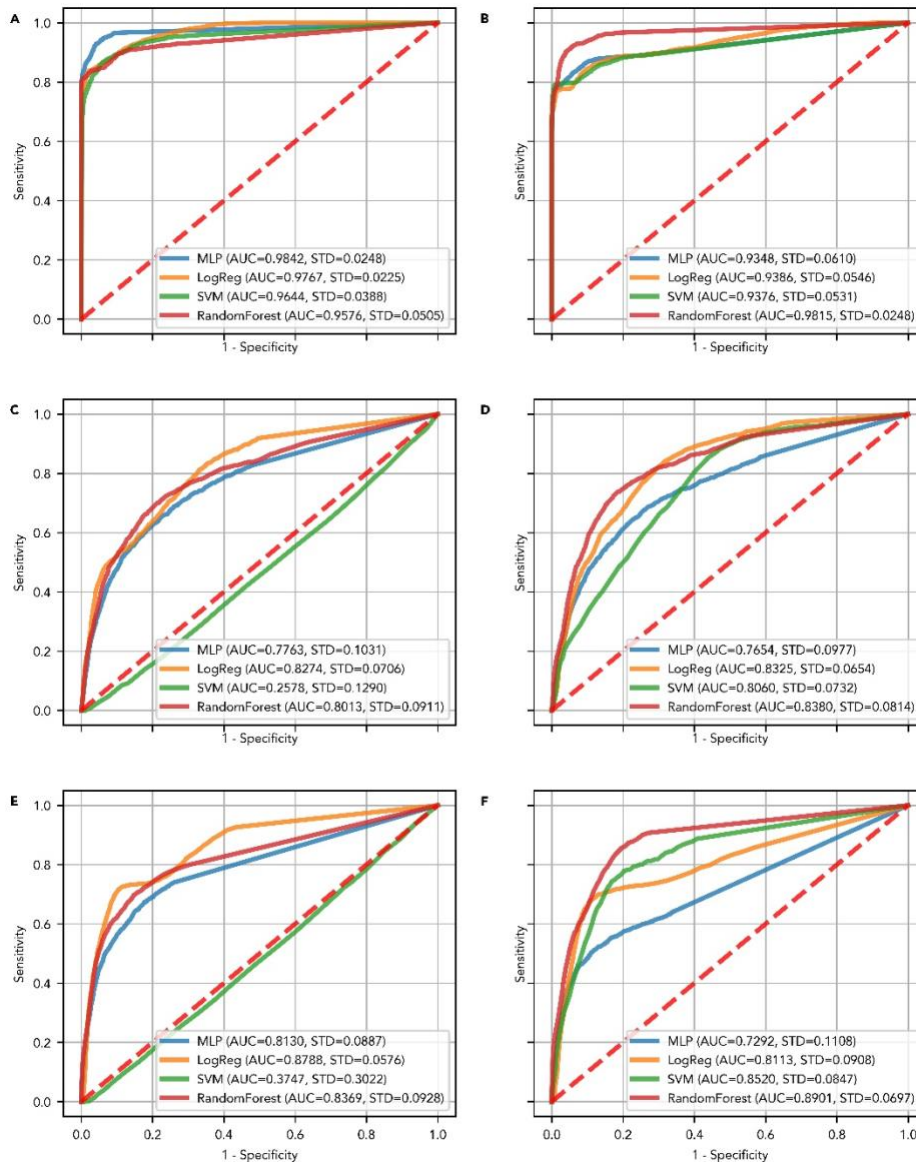 A
1.0
0.8
0.6
0.4
0.2
0.0
Sensitivity
MLP (AUC=0.9842, STD=0.0248)
LogReg (AUC=0.9767, STD=0.0225)
SVM (AUC=0.9644, STD=0.0388)
RandomForest (AUC=0.9576, STD=0.0505)
1 - Specificity
B
Sensitivity
MLP (AUC=0.9348, STD=0.0610)
LogReg (AUC=0.9386, STD=0.0546)
SVM (AUC=0.9376, STD=0.0531)
RandomForest (AUC=0.9815, STD=0.0248)
1 - Specificity
C
1.0
0.8
0.6
0.4
0.2
0.0
Sensitivity
MLP (AUC=0.7763, STD=0.1031)
LogReg (AUC=0.8274, STD=0.0706)
SVM (AUC=0.2578, STD=0.1290)
RandomForest (AUC=0.8013, STD=0.0911)
1 - Specificity
D
Sensitivity
MLP (AUC=0.7654, STD=0.0977)
LogReg (AUC=0.8325, STD=0.0654)
SVM (AUC=0.8060, STD=0.0732)
RandomForest (AUC=0.8380, STD=0.0814)
1 - Specificity
E
1.0
0.8
0.6
0.4
0.2
0.0
Sensitivity
MLP (AUC=0.8130, STD=0.0887)
LogReg (AUC=0.8788, STD=0.0576)
SVM (AUC=0.3747, STD=0.3022)
RandomForest (AUC=0.8369, STD=0.0928)
0.0 0.2 0.4 0.6 0.8 1.0
1 - Specificity
F
Sensitivity
MLP (AUC=0.7292, STD=0.1108)
LogReg (AUC=0.8113, STD=0.0908)
SVM (AUC=0.8520, STD=0.0847)
RandomForest (AUC=0.8901, STD=0.0697)
0.0 0.2 0.4 0.6 0.8 1.0
1 - Specificity